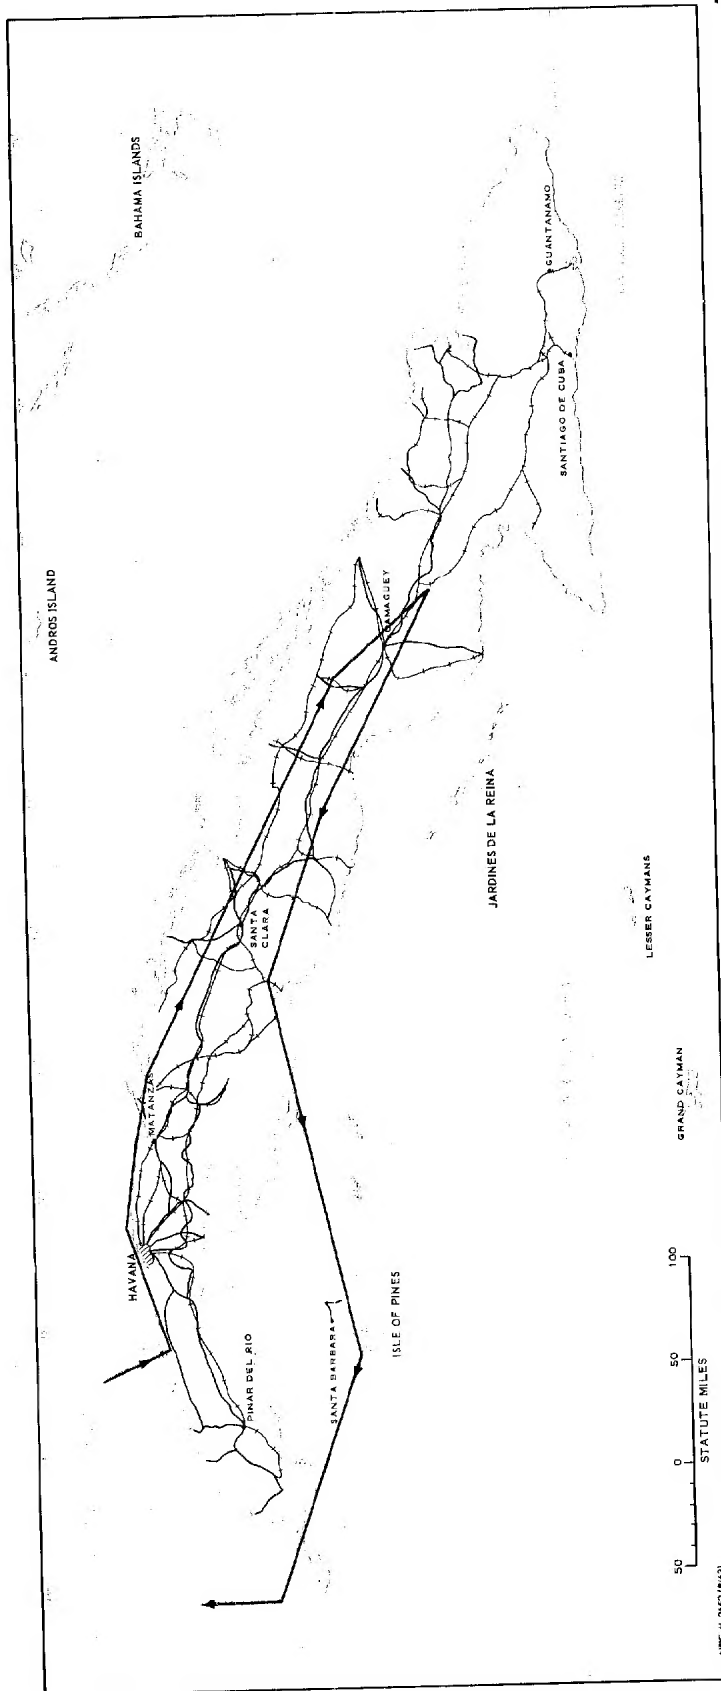 BAHAMA ISLANDS
ANDROS ISLAND
GUANTANAMO
SANTIAGO DE CUBA
CAMAGUEY
JARDINES DE LA REINA
SANTA
CLARA
LESSER CAYMANS
GRAND CAYMAN
MATANZAS
HAVANA
PINAR DEL RIO
SANTA BARBARA
ISLE OF PINES
50 0 50 100
STATUTE MILES